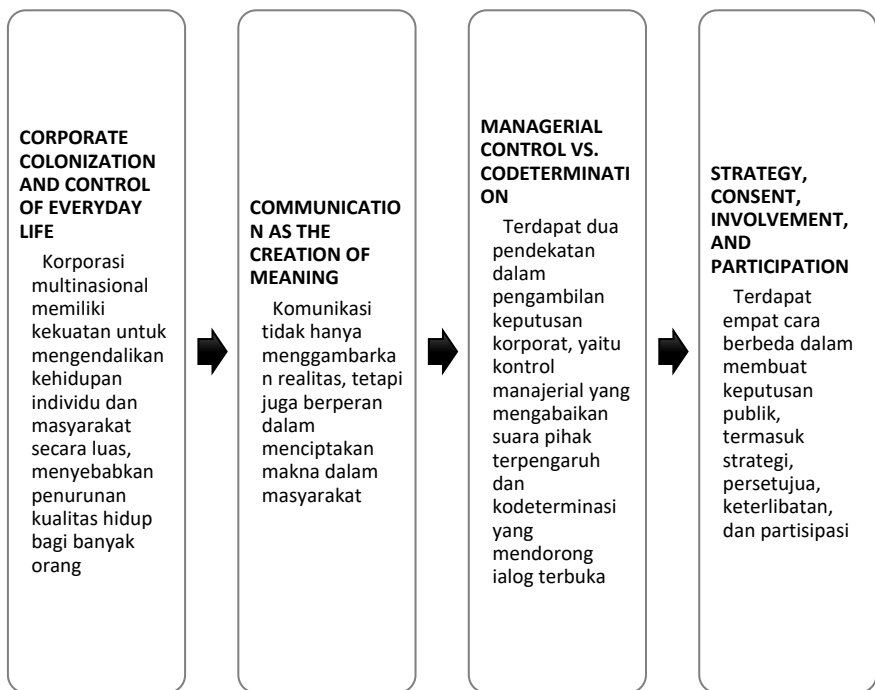 CORPORATE
COLONIZATION
AND CONTROL
OF EVERYDAY
LIFE
Korporasi
multinasional
memiliki
kekuatan untuk
mengendalikan
kehidupan
individu dan
masyarakat
secara luas,
menyebabkan
penurunan
kualitas hidup
bagi banyak
orang
COMMUNICATIO
N AS THE
CREATION OF
MEANING
Komunikasi
tidak hanya
menggambarka
n realitas, tetapi
juga berperan
dalam
menciptakan
makna dalam
masyarakat
MANAGERIAL
CONTROL VS.
CODETERMINATI
ON
Terdapat dua
pendekatan
dalam
pengambilan
keputusan
korporat, yaitu
kontrol
manajerial yang
mengabaikan
suara pihak
terpengaruh
dan
kodeterminasi
yang
mendorong
ialog terbuka
STRATEGY,
CONSENT,
INVOLVEMENT,
AND
PARTICIPATION
Terdapat
empat cara
berbeda dalam
membuat
keputusan
publik,
termasuk
strategi,
persetujua,
keterlibatan,
dan partisipasi